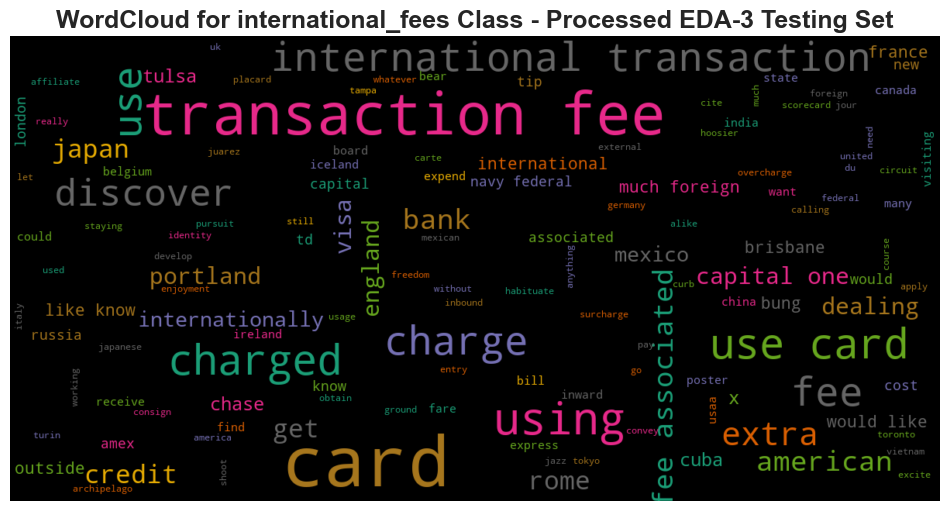 WordCloud for international_fees Class - Processed EDA-3 Testing Set
uk
international transaction
france
affiliate
use
tulsa
placard
whatever
bear
tip
state
new
tampa
much
foreign
canada
london
really
transaction fee
cite
scorecard
jour
india
hoosier
need
visiting
japan
juarez
board
carte
external
international
united
du
circuit
let
belgium
iceland
capital
expend
navy federal
much foreign
overcharge
want
federal
many
discover
pursuit
still
visa
bank
germany
alike
calling
could
staying
identity
td
mexican
england
associated
mexico
brisbane
course
used
develop
portland
enjoyment
freedom
without
inbound
habituate
anything
fee associated
curb
capital one
would
apply
italy
like know
internationally
usage
surcharge
china
bung
dealing
russia
ireland
japanese
charged
charge
pay
use card
working
entry
go
know
bill
poster
fee
cost
receive
consign
chase
obtain
ground
fare
inward
using
usaa
x
would like
find
get
america
turin
amex
express
convey
extra
toronto
outside
credit
shoot
card
jazz
tokyo
rome
cuba
american
vietnam
excite
archipelago